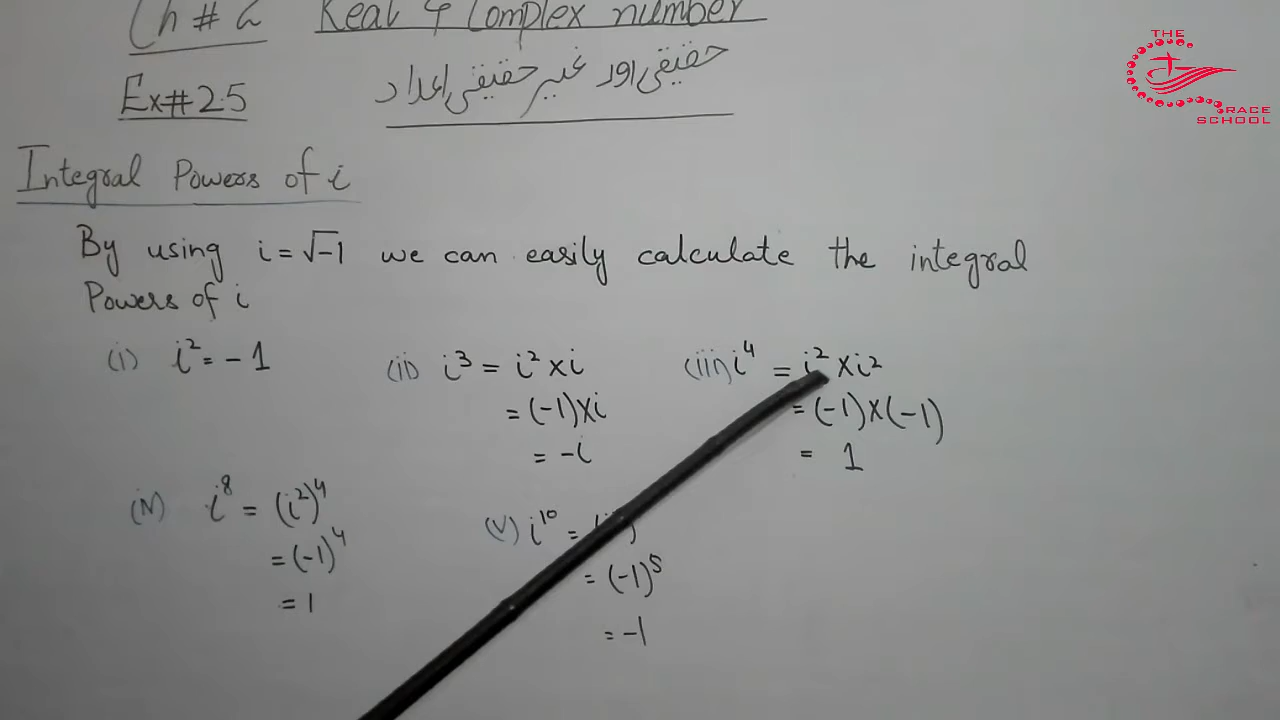 Ch # 2 Real & Complex number
Ex# 2.5 حقیقی اور غیر حقیقی اعداد
THE
GRACE
SCHOOL
Integral Powers of i
By using i = √-1 we can easily calculate the integral
Powers of i
(i) i² = -1 (ii) i³ = i² × i (iii) i⁴ = i² × i²
= (-1) × i = (-1) × (-1)
= -i = 1
(iv) i⁸ = (i²)⁴ (v) i¹⁰ =
= (-1)⁴ = (-1)⁵
= 1 = -1